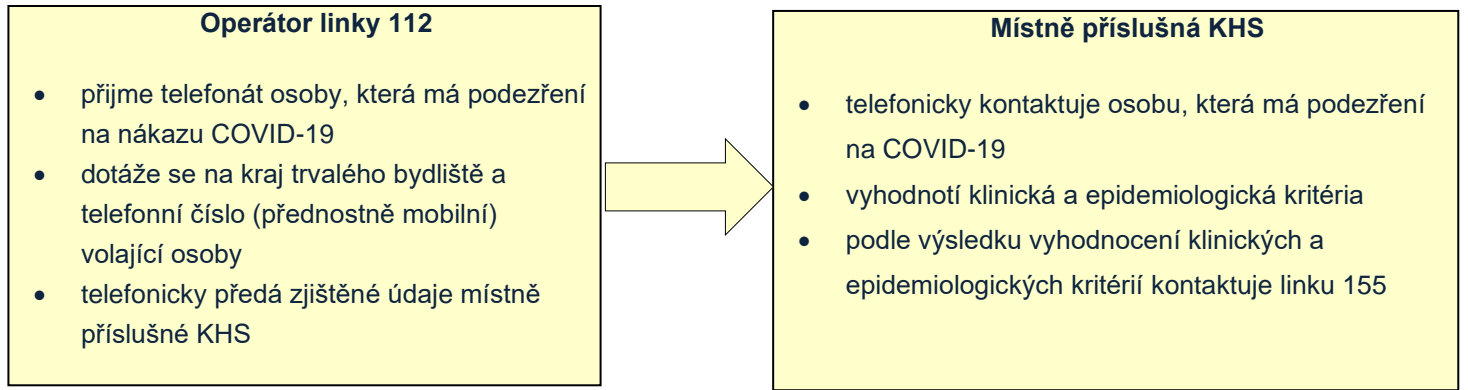 Operátor linky 112
• přijme telefonát osoby, která má podezření
na nákazu COVID-19
• dotáže se na kraj trvalého bydliště a
telefonní číslo (přednostně mobilní)
volající osoby
• telefonicky předá zjištěné údaje místně
příslušné KHS
Místně příslušná KHS
• telefonicky kontaktuje osobu, která má podezření
na COVID-19
• vyhodnotí klinická a epidemiologická kritéria
• podle výsledku vyhodnocení klinických a
epidemiologických kritérií kontaktuje linku 155